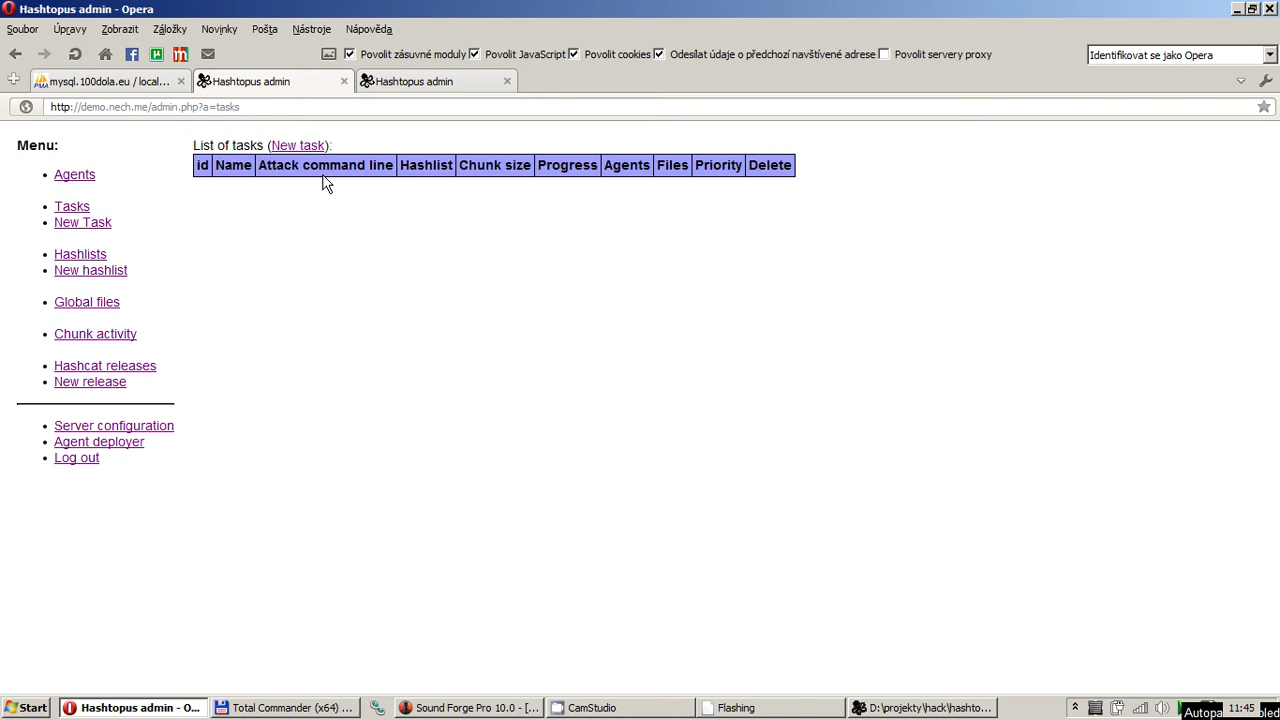 Hashtopus admin - Opera
Soubor Úpravy Zobrazit Záložky Novinky Pošta Nástroje Nápověda
Povolit zásuvné moduly Povolit JavaScript Povolit cookies Odesílat údaje o předchozí navštívené adrese Povolit servery proxy Identifikovat se jako Opera
mysql.100dola.eu / local... Hashtopus admin Hashtopus admin
http://demo.nech.me/admin.php?a=tasks
Menu:
Agents
Tasks
New Task
Hashlists
New hashlist
Global files
Chunk activity
Hashcat releases
New release
Server configuration
Agent deployer
Log out
List of tasks (New task):
id Name Attack command line Hashlist Chunk size Progress Agents Files Priority Delete
Start Hashtopus admin - O... Total Commander (x64) ... Sound Forge Pro 10.0 - [... CamStudio Flashing D:\projekty\hack\hashto... 11:45